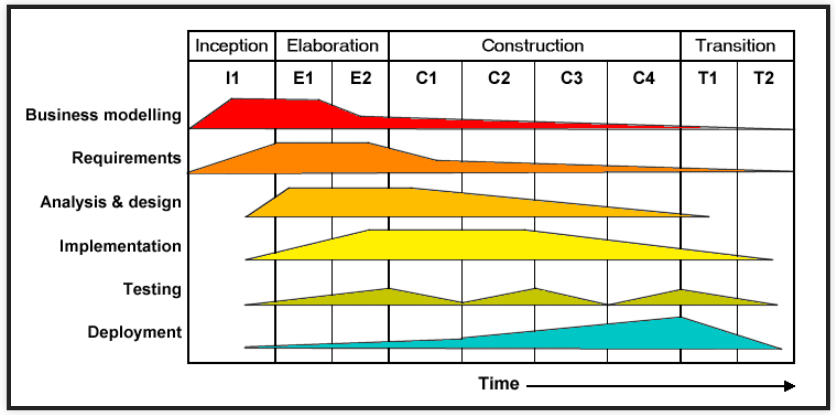 Inception Elaboration Construction Transition
I1 E1 E2 C1 C2 C3 C4 T1 T2
Business modelling
Requirements
Analysis & design
Implementation
Testing
Deployment
Time